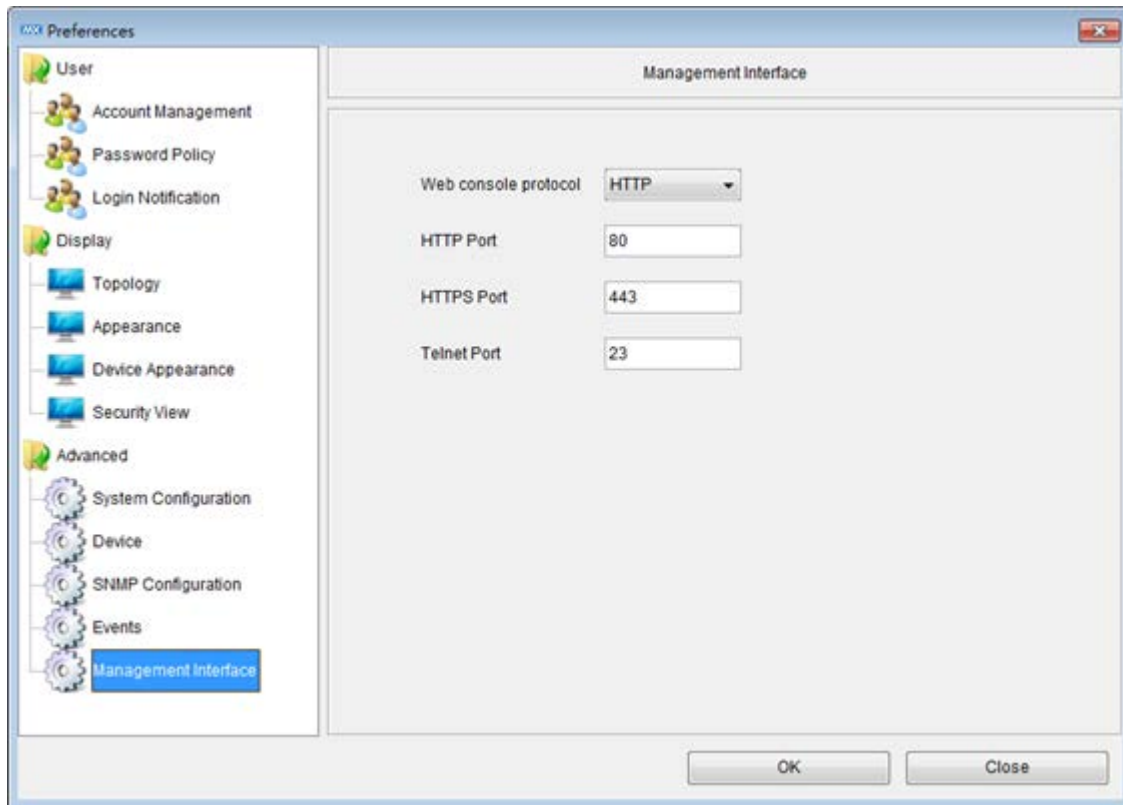 MX Preferences
User
Account Management
Password Policy
Login Notification
Display
Topology
Appearance
Device Appearance
Security View
Advanced
System Configuration
Device
SNMP Configuration
Events
Management Interface
Management Interface
Web console protocol HTTP
HTTP Port 80
HTTPS Port 443
Telnet Port 23
OK Close